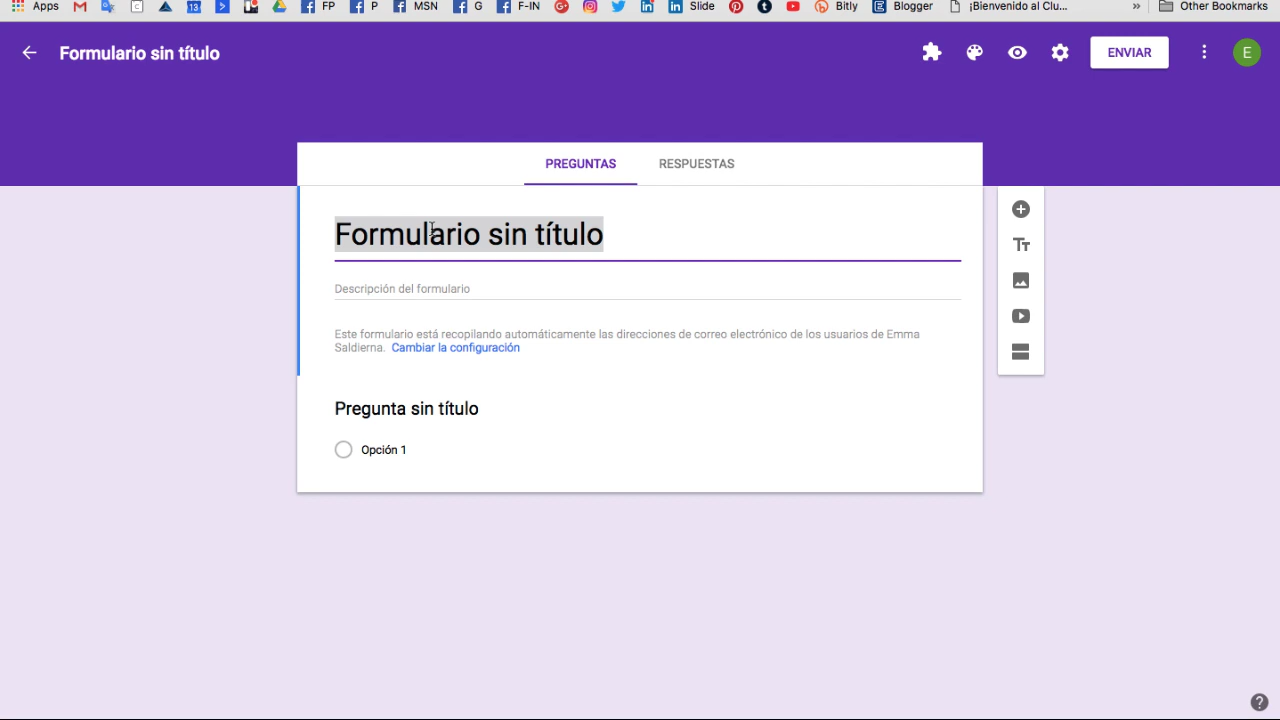 Apps FP P MSN G F-IN Slide Bitly Blogger ¡Bienvenido al Clu... » Other Bookmarks
Formulario sin título ENVIAR E
PREGUNTAS RESPUESTAS
Formulario sin título
Descripción del formulario
Este formulario está recopilando automáticamente las direcciones de correo electrónico de los usuarios de Emma
Saldierna. Cambiar la configuración
Pregunta sin título
Opción 1